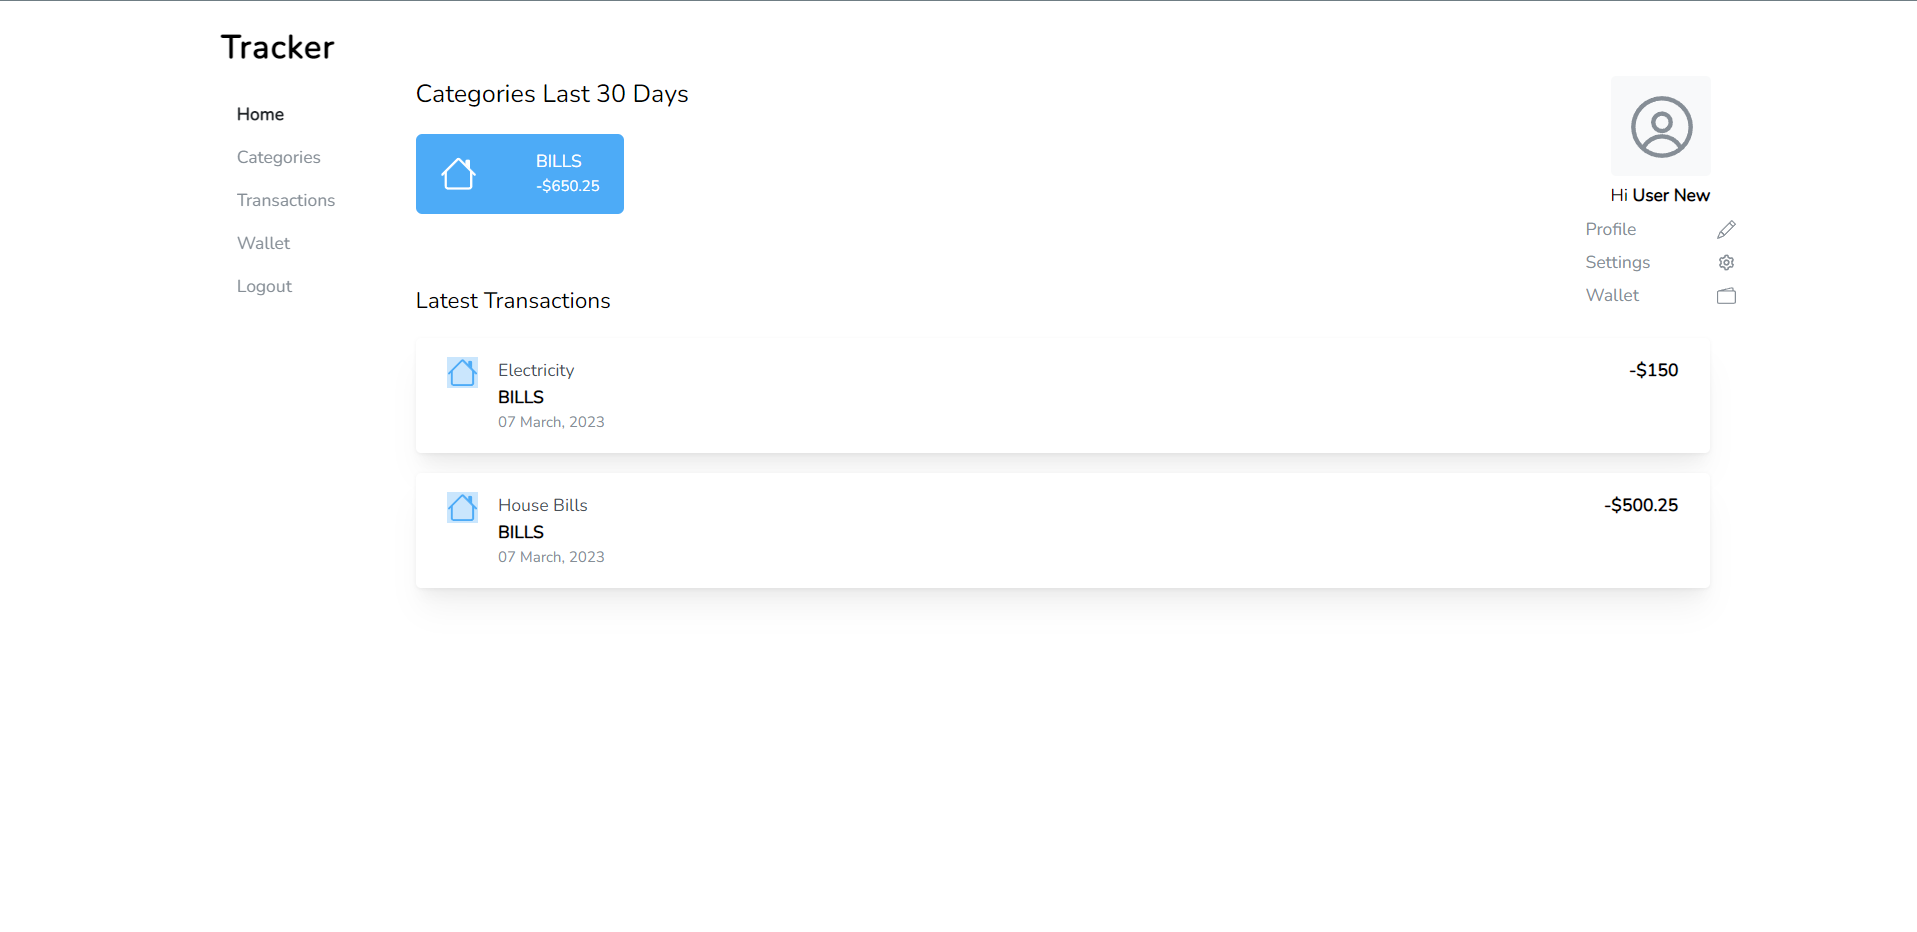 Tracker
Home
Categories
Transactions
Wallet
Logout
Categories Last 30 Days
BILLS
-$650.25
Latest Transactions
Electricity
-$150
BILLS
07 March, 2023
House Bills
-$500.25
BILLS
07 March, 2023
Hi User New
Profile
Settings
Wallet